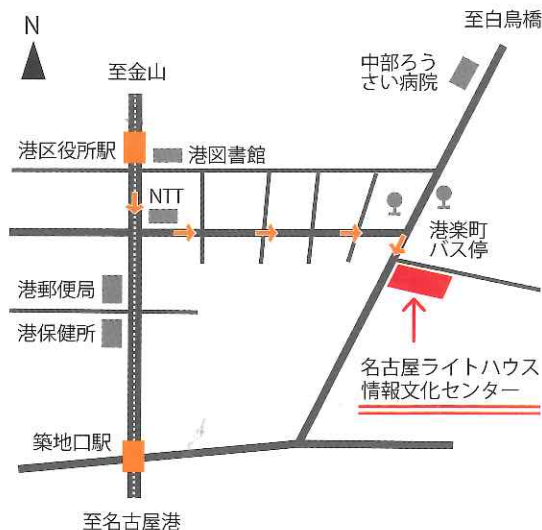 至白鳥橋
N
至金山
中部ろう
さい病院
港区役所駅
港図書館
NTT
港楽町
バス停
港郵便局
港保健所
名古屋ライトハウス
情報文化センター
築地口駅
至名古屋港